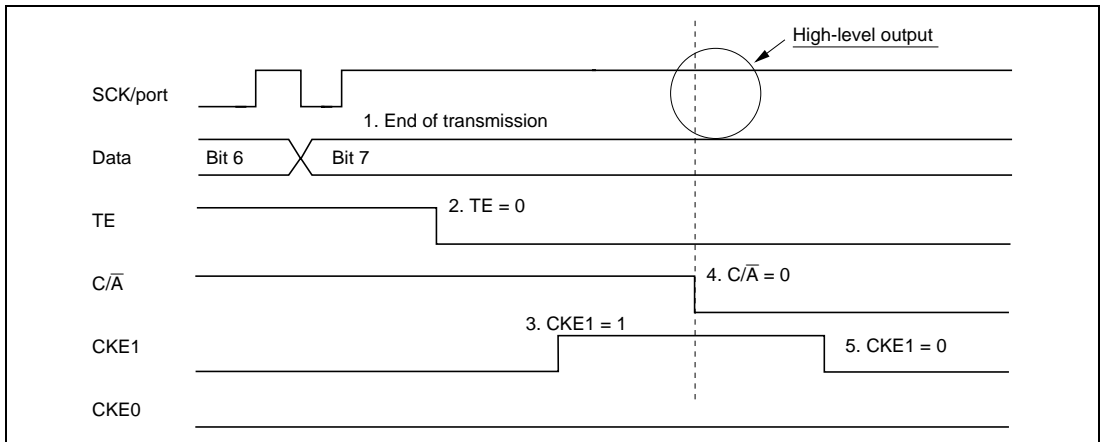 High-level output
SCK/port
1. End of transmission
Data
Bit 6
Bit 7
TE
2. TE = 0
C/A̅
4. C/A̅ = 0
3. CKE1 = 1
CKE1
5. CKE1 = 0
CKE0